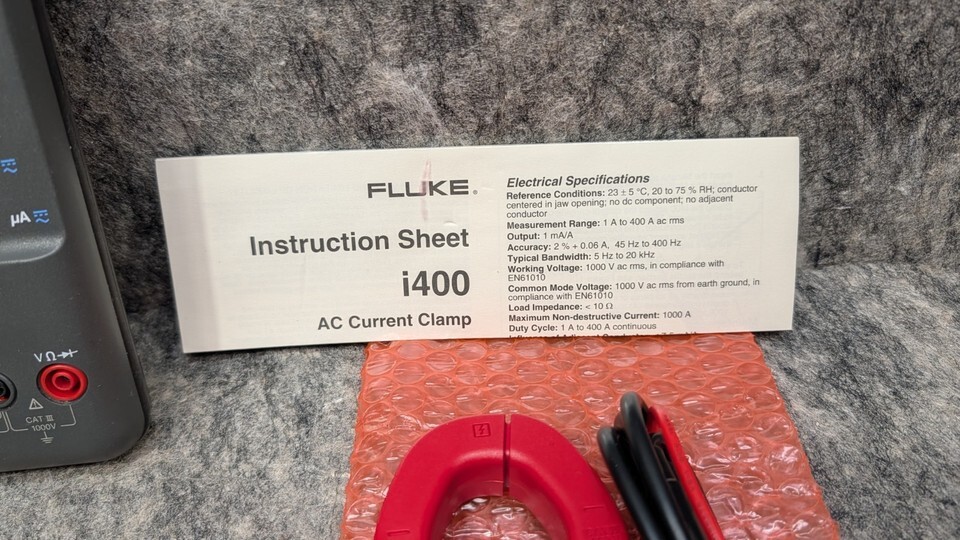 FLUKE®
Instruction Sheet
i400
AC Current Clamp
Electrical Specifications
Reference Conditions: 23 ± 5 °C, 20 to 75 % RH; conductor
centered in jaw opening; no dc component; no adjacent
conductor
Measurement Range: 1 A to 400 A ac rms
Output: 1 mA/A
Accuracy: 2 % + 0.06 A, 45 Hz to 400 Hz
Typical Bandwidth: 5 Hz to 20 kHz
Working Voltage: 1000 V ac rms, in compliance with
EN61010
Common Mode Voltage: 1000 V ac rms from earth ground, in
compliance with EN61010
Load Impedance: < 10 Ω
Maximum Non-destructive Current: 1000 A
Duty Cycle: 1 A to 400 A continuous
µA
VΩ
CAT III
1000V